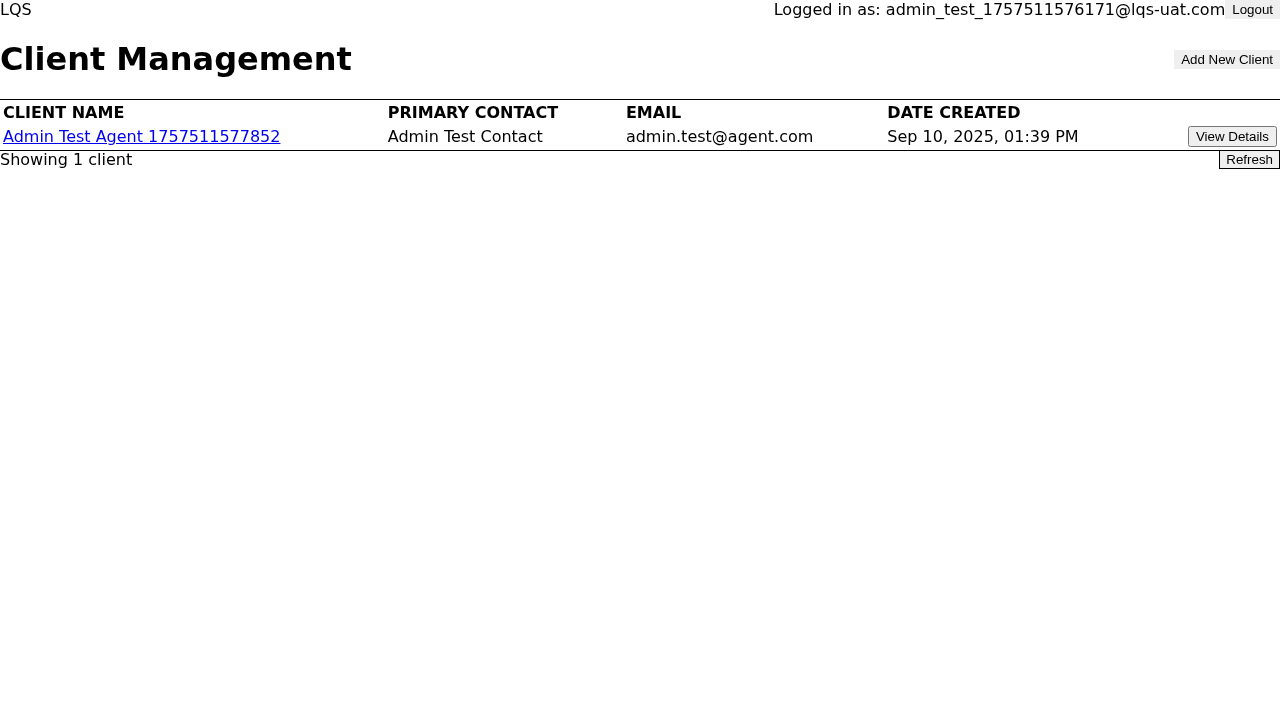 LQS Logged in as: admin_test_1757511576171@lqs-uat.com Logout
Client Management Add New Client
CLIENT NAME PRIMARY CONTACT EMAIL DATE CREATED
Admin Test Agent 1757511577852 Admin Test Contact admin.test@agent.com Sep 10, 2025, 01:39 PM View Details
Showing 1 client Refresh